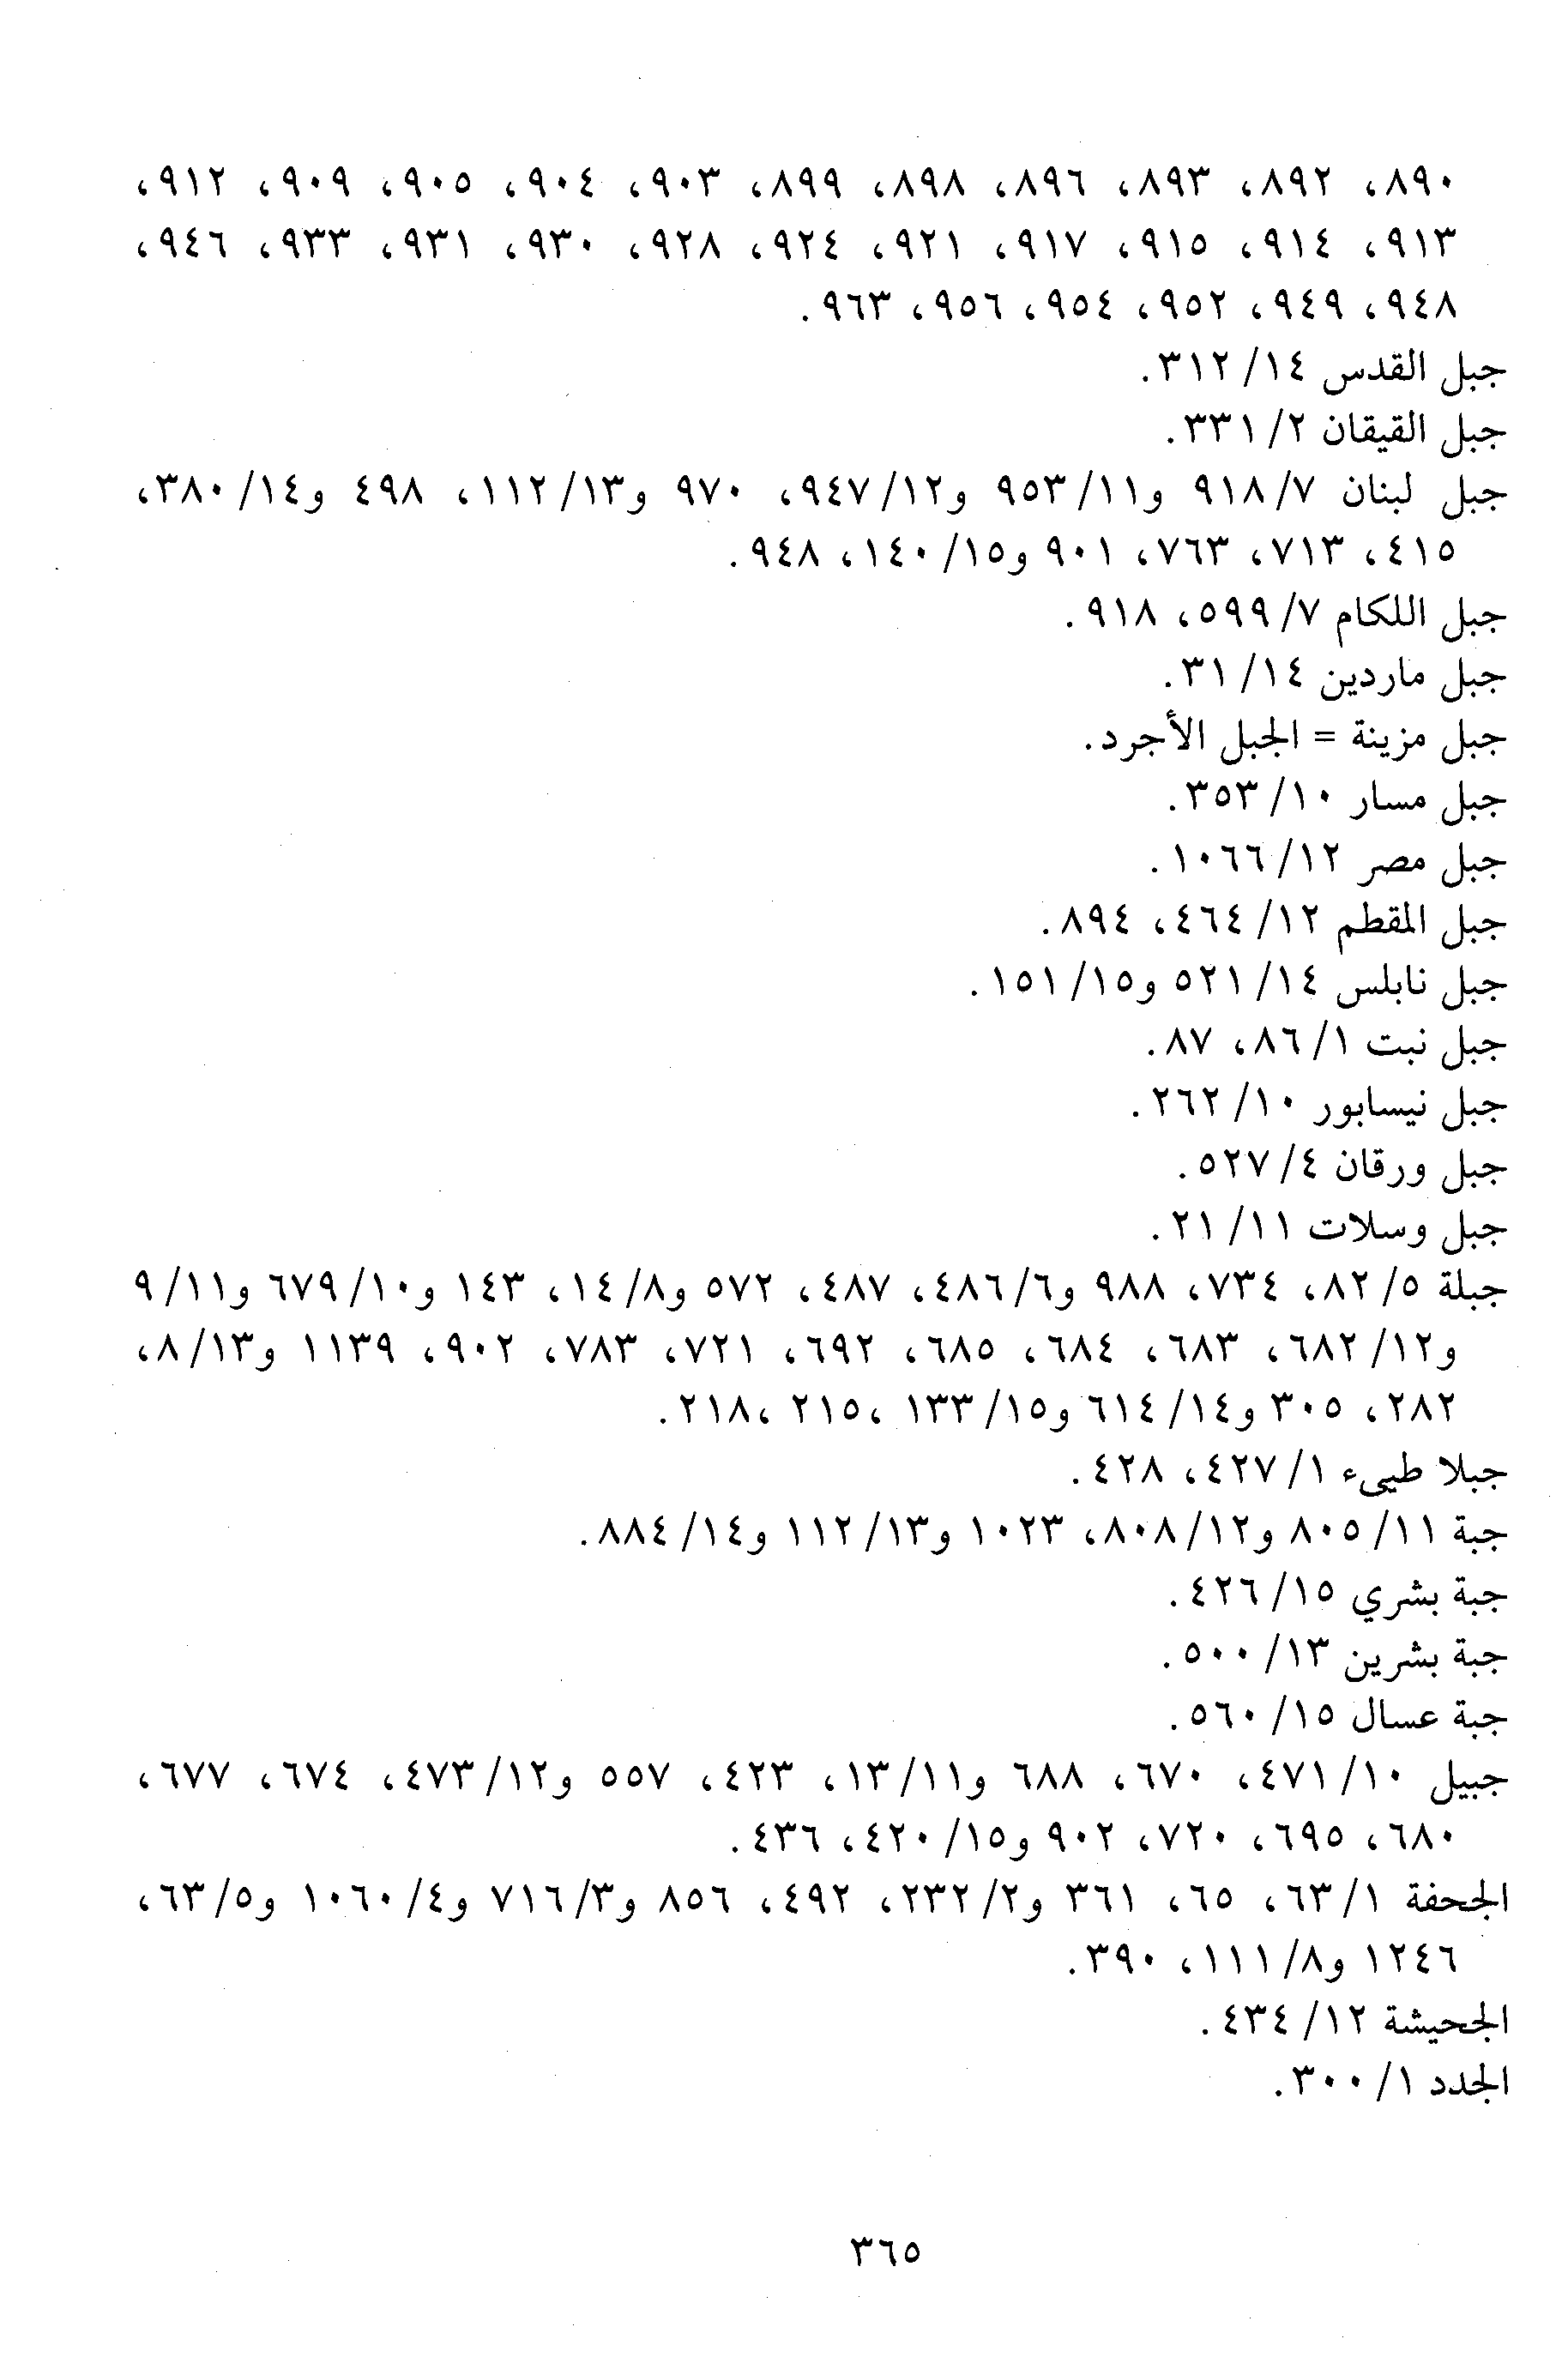 ٨٩٠، ٨٩٢، ٨٩٣، ٨٩٦، ٨٩٨، ٨٩٩، ٩٠٣، ٩٠٤، ٩٠٥، ٩٠٩، ٩١٢،
٩١٣، ٩١٤، ٩١٥، ٩١٧، ٩٢١، ٩٢٤، ٩٢٨، ٩٣٠، ٩٣١، ٩٣٣، ٩٤٦،
٩٤٨، ٩٤٩، ٩٥٢، ٩٥٤، ٩٥٦، ٩٦٣.
جبل القدس ١٤/ ٣١٢.
جبل القيقان ٢/ ٣٣١.
جبل لبنان ٧/ ٩١٨ و١١/ ٩٥٣ و١٢/ ٩٤٧، ٩٧٠ و١٣/ ١١٢، ٤٩٨ و١٤/ ٣٨٠،
٤١٥، ٧١٣، ٧٦٣، ٩٠١ و١٥/ ١٤٠، ٩٤٨.
جبل اللكام ٧/ ٥٩٩، ٩١٨.
جبل ماردين ١٤/ ٣١.
جبل مزينة = الجبل الأجرد.
جبل مسار ١٠/ ٣٥٣.
جبل مصر ١٢/ ١٠٦٦.
جبل المقطم ١٢/ ٤٦٤، ٨٩٤.
جبل نابلس ١٤/ ٥٢١ و١٥/ ١٥١.
جبل نبت ١/ ٨٦، ٨٧.
جبل نيسابور ١٠/ ٢٦٢.
جبل ورقان ٤/ ٥٢٧.
جبل وسلات ١١/ ٢١.
جبلة ٥/ ٨٢، ٧٣٤، ٩٨٨ و٦/ ٤٨٦، ٤٨٧، ٥٧٢ و٨/ ١٤، ١٤٣ و١٠/ ٦٧٩ و١١/ ٩
و١٢/ ٦٨٢، ٦٨٣، ٦٨٤، ٦٨٥، ٦٩٢، ٧٢١، ٧٨٣، ٩٠٢، ١١٣٩ و١٣/ ٨،
٢٨٢، ٣٠٥ و١٤/ ٦١٤ و١٥/ ١٣٣ ،٢١٥ ،٢١٨.
جبلا طيىء ١/ ٤٢٧، ٤٢٨.
جبة ١١/ ٨٠٥ و١٢/ ٨٠٨، ١٠٢٣ و١٣/ ١١٢ و١٤/ ٨٨٤.
جبة بشري ١٥/ ٤٢٦.
جبة بشرين ١٣/ ٥٠٠.
جبة عسال ١٥/ ٥٦٠.
جبيل ١٠/ ٤٧١، ٦٧٠، ٦٨٨ و١١/ ١٣، ٤٢٣، ٥٥٧ و١٢/ ٤٧٣، ٦٧٤، ٦٧٧،
٦٨٠، ٦٩٥، ٧٢٠، ٩٠٢ و١٥/ ٤٢٠، ٤٣٦.
الجحفة ١/ ٦٣، ٦٥، ٣٦١ و٢/ ٢٣٢، ٤٩٢، ٨٥٦ و٣/ ٧١٦ و٤/ ١٠٦٠ و٥/ ٦٣،
١٢٤٦ و٨/ ١١١، ٣٩٠.
الجحيشة ١٢/ ٤٣٤.
الجدد ١/ ٣٠٠.
٣٦٥